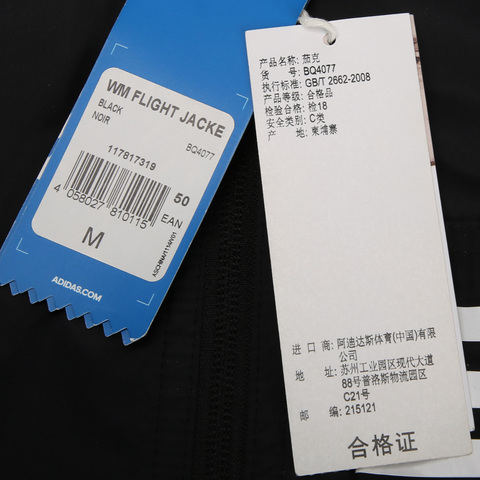 WM FLIGHT JACKE
BLACK
NOIR
BQ4077
117817319
50
4 058027 810115
EAN
M
ASCHINA/1114/01
ADIDAS.COM
产品名称: 茄克
货 号: BQ4077
执行标准: GB/T 2662-2008
产品等级: 合格品
检验合格: 检18
安全类别: C类
产 地: 柬埔寨
进 口 商: 阿迪达斯体育(中国)有限
公司
地 址: 苏州工业园区现代大道
88号普洛斯物流园区
C21号
邮 编: 215121
合格证